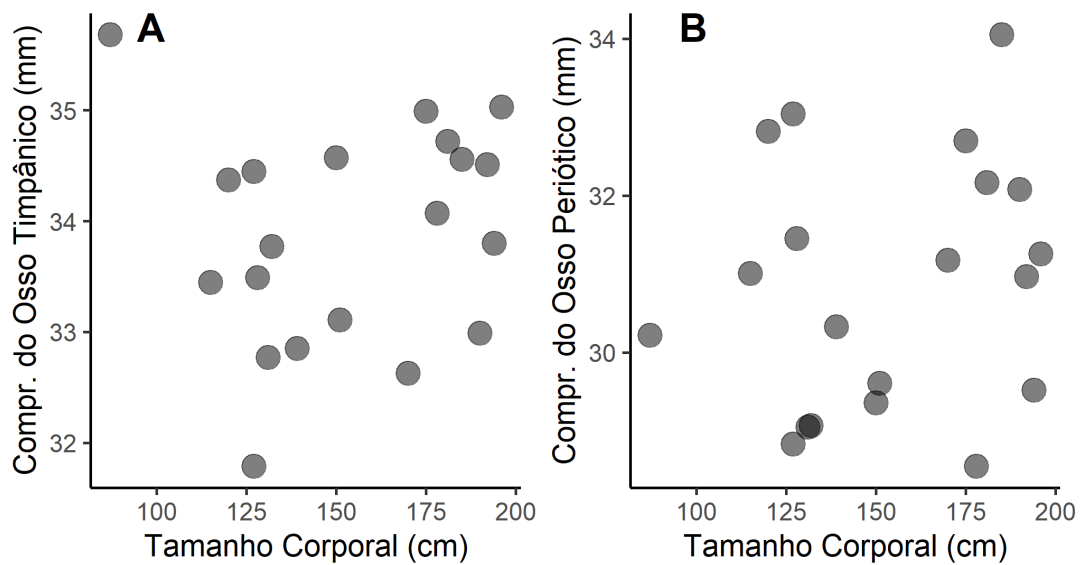 A
Compr. do Osso Timpânico (mm)
35
34
33
32
100 125 150 175 200
Tamanho Corporal (cm)
B
Compr. do Osso Periótico (mm)
34
32
30
100 125 150 175 200
Tamanho Corporal (cm)